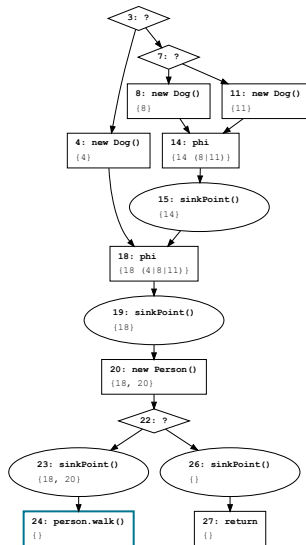 3: ?
7: ?
8: new Dog()
{8}
11: new Dog()
{11}
4: new Dog()
{4}
14: phi
{14 (8|11)}
15: sinkPoint()
{14}
18: phi
{18 (4|8|11)}
19: sinkPoint()
{18}
20: new Person()
{18, 20}
22: ?
23: sinkPoint()
{18, 20}
26: sinkPoint()
{}
24: person.walk()
{}
27: return
{}